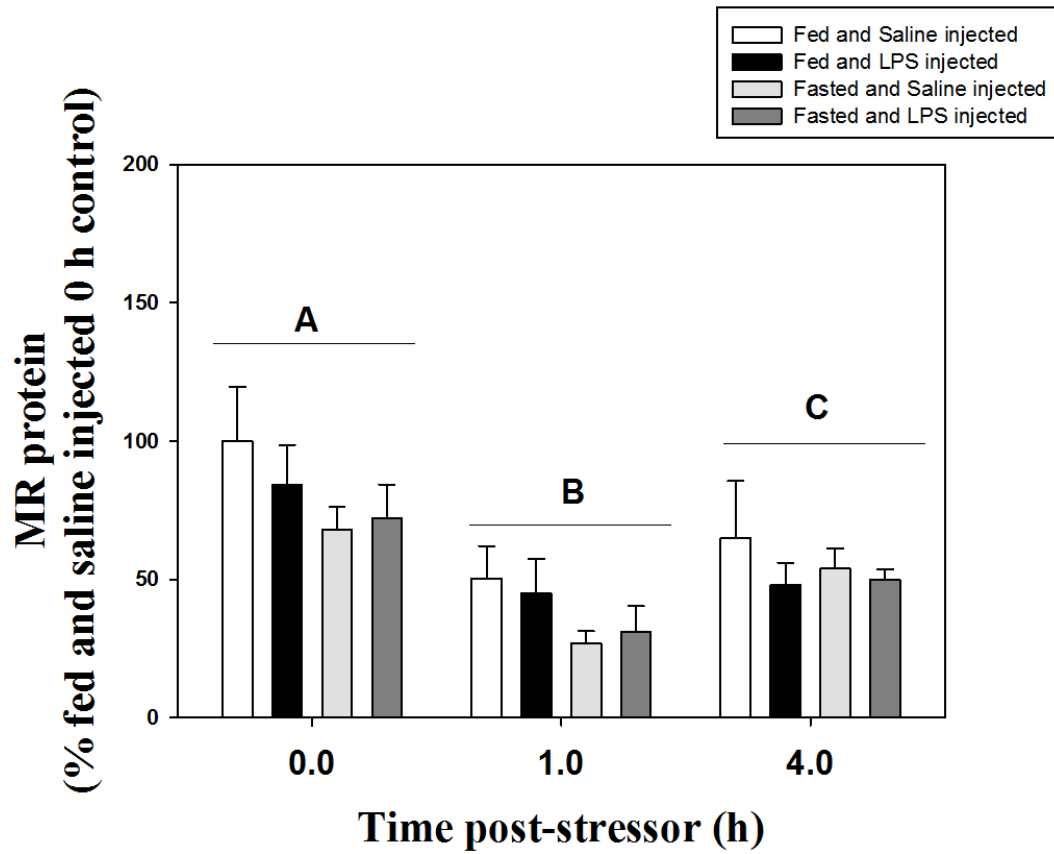 Fed and Saline injected
Fed and LPS injected
Fasted and Saline injected
Fasted and LPS injected
MR protein
(% fed and saline injected 0 h control)
200
150
100
50
0
A
B
C
0.0
1.0
4.0
Time post-stressor (h)